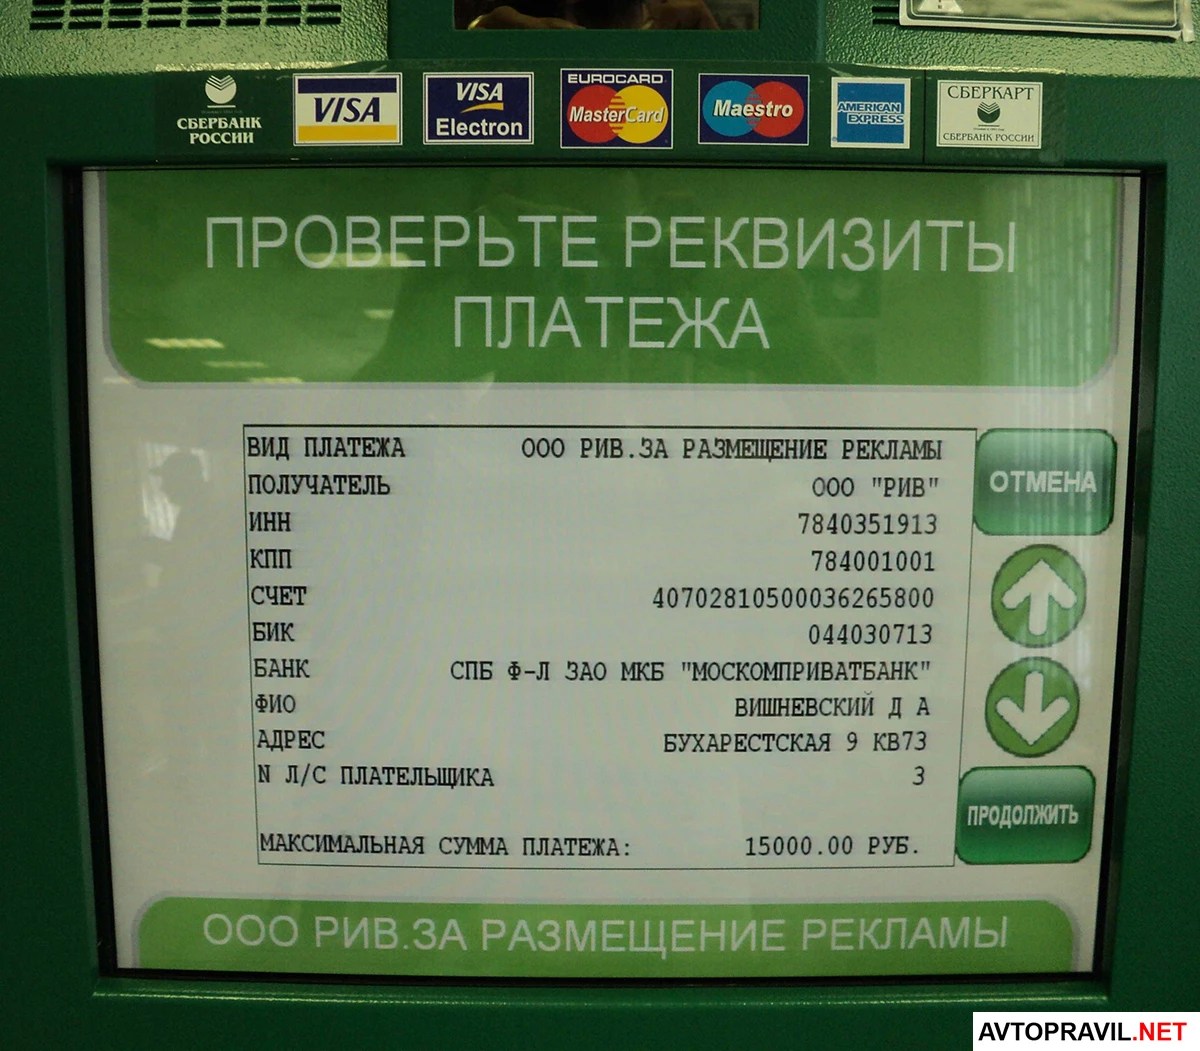 СБЕРБАНК
РОССИИ
VISA
VISA
Electron
EUROCARD
MasterCard
Maestro
AMERICAN
EXPRESS
СБЕРКАРТ
СБЕРБАНК РОССИИ
ПРОВЕРЬТЕ РЕКВИЗИТЫ
ПЛАТЕЖА
ВИД ПЛАТЕЖА ООО РИВ.ЗА РАЗМЕЩЕНИЕ РЕКЛАМЫ
ПОЛУЧАТЕЛЬ ООО "РИВ"
ИНН 7840351913
КПП 784001001
СЧЕТ 40702810500036265800
БИК 044030713
БАНК СПБ Ф-Л ЗАО МКБ "МОСКОМПРИВАТБАНК"
ФИО ВИШНЕВСКИЙ Д А
АДРЕС БУХАРЕСТСКАЯ 9 КВ73
N Л/С ПЛАТЕЛЬЩИКА 3
МАКСИМАЛЬНАЯ СУММА ПЛАТЕЖА: 15000.00 РУБ.
ОТМЕНА
ПРОДОЛЖИТЬ
ООО РИВ.ЗА РАЗМЕЩЕНИЕ РЕКЛАМЫ
AVTOPRAVIL.NET